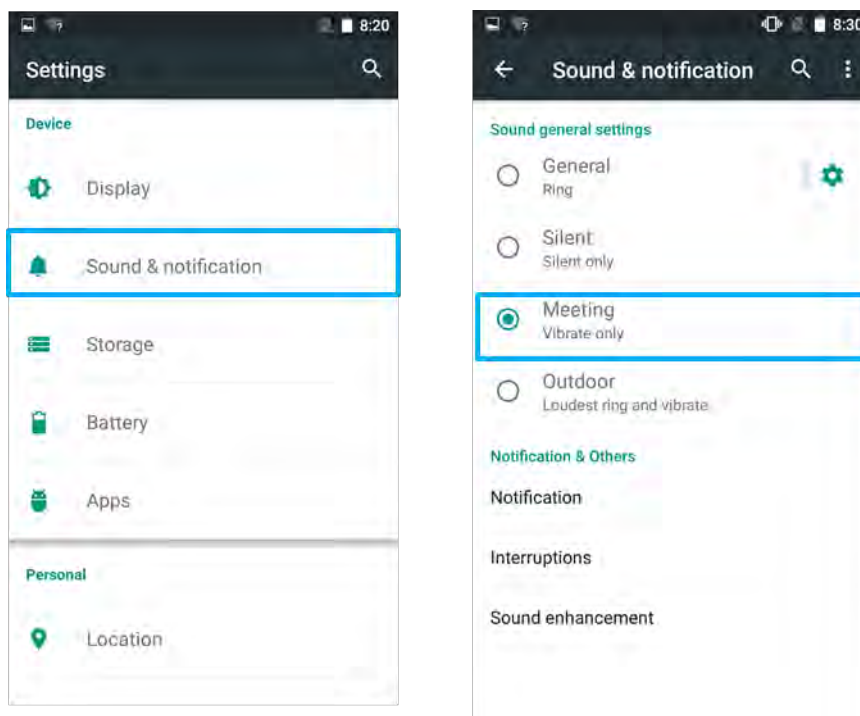 8:20
Settings
Device
Display
Sound & notification
Storage
Battery
Apps
Personal
Location
8:30
Sound & notification
Sound general settings
General
Ring
Silent
Silent only
Meeting
Vibrate only
Outdoor
Loudest ring and vibrate
Notification & Others
Notification
Interruptions
Sound enhancement